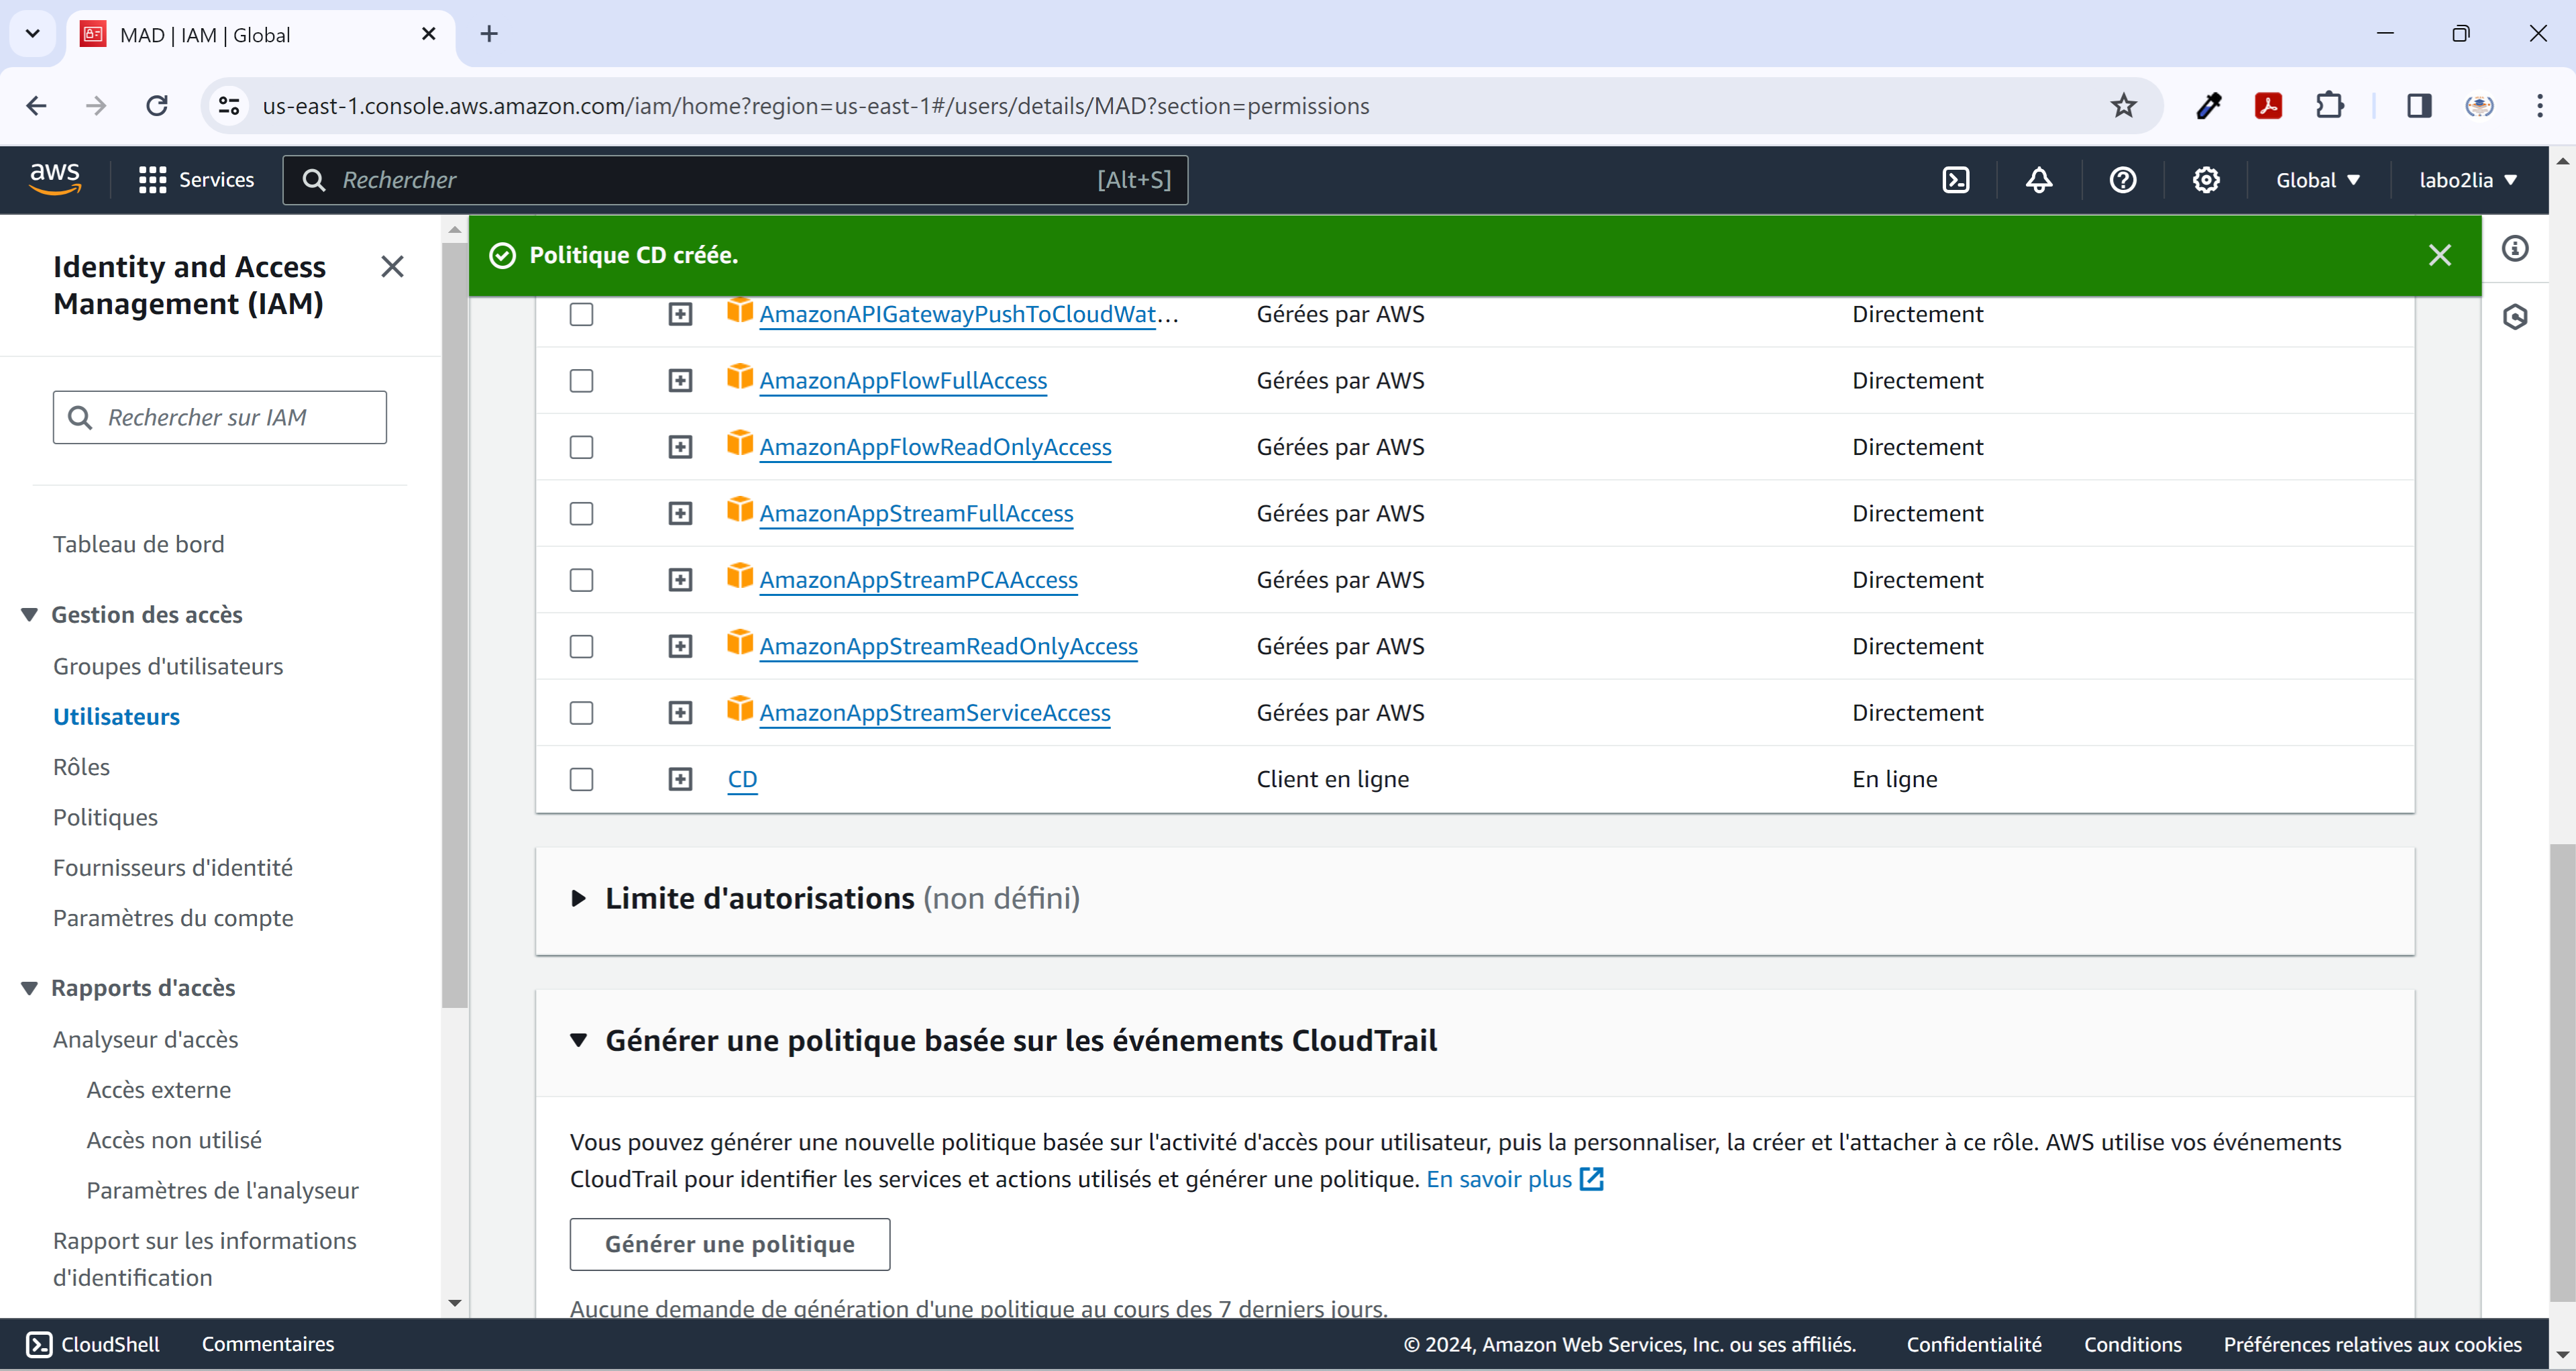 MAD | IAM | Global
us-east-1.console.aws.amazon.com/iam/home?region=us-east-1#/users/details/MAD?section=permissions
aws
Services
Rechercher
[Alt+S]
Global
labo2lia
Identity and Access
Management (IAM)
Rechercher sur IAM
Tableau de bord
Gestion des accès
Groupes d'utilisateurs
Utilisateurs
Rôles
Politiques
Fournisseurs d'identité
Paramètres du compte
Rapports d'accès
Analyseur d'accès
Accès externe
Accès non utilisé
Paramètres de l'analyseur
Rapport sur les informations
d'identification
Politique CD créée.
AmazonAPIGatewayPushToCloudWat... Gérées par AWS Directement
AmazonAppFlowFullAccess Gérées par AWS Directement
AmazonAppFlowReadOnlyAccess Gérées par AWS Directement
AmazonAppStreamFullAccess Gérées par AWS Directement
AmazonAppStreamPCAAccess Gérées par AWS Directement
AmazonAppStreamReadOnlyAccess Gérées par AWS Directement
AmazonAppStreamServiceAccess Gérées par AWS Directement
CD Client en ligne En ligne
Limite d'autorisations (non défini)
Générer une politique basée sur les événements CloudTrail
Vous pouvez générer une nouvelle politique basée sur l'activité d'accès pour utilisateur, puis la personnaliser, la créer et l'attacher à ce rôle. AWS utilise vos événements
CloudTrail pour identifier les services et actions utilisés et générer une politique. En savoir plus
Générer une politique
Aucune demande de génération d'une politique au cours des 7 derniers jours.
CloudShell
Commentaires
© 2024, Amazon Web Services, Inc. ou ses affiliés.
Confidentialité
Conditions
Préférences relatives aux cookies